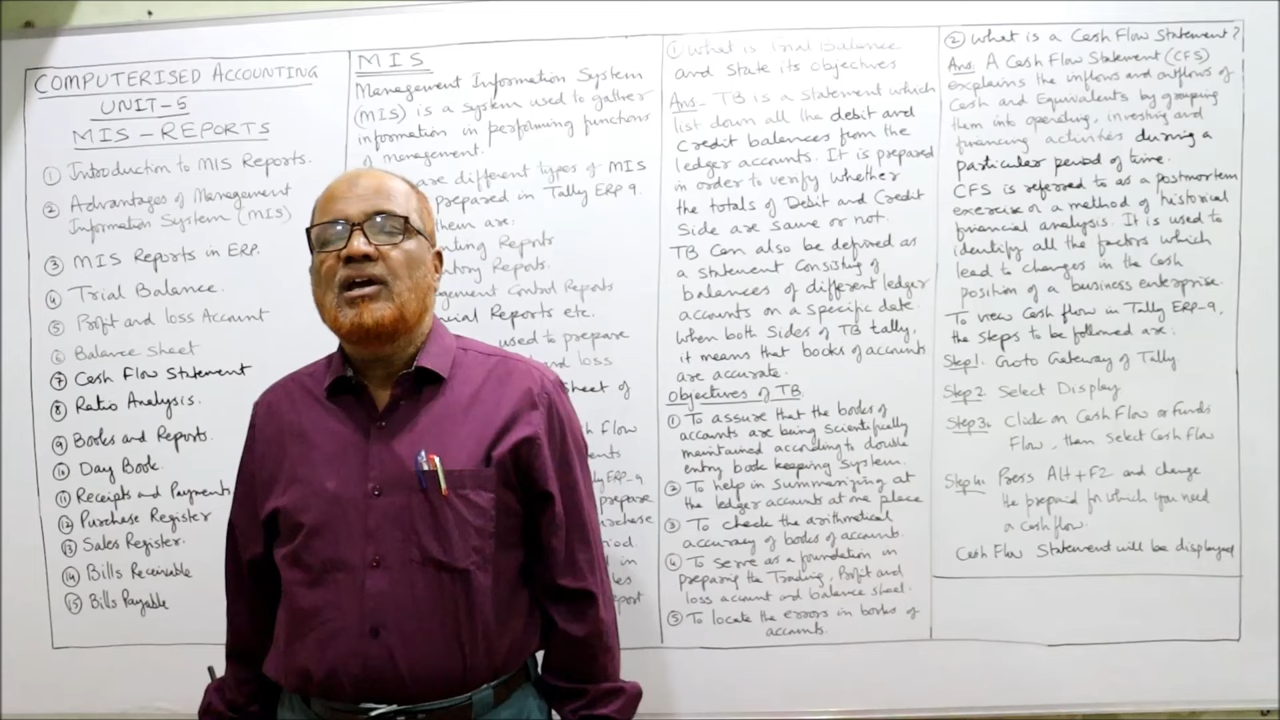 COMPUTERISED ACCOUNTING
UNIT-5
MIS - REPORTS
① Introduction to MIS Reports.
② Advantages of Management
Information System (MIS)
③ MIS Reports in ERP.
④ Trial Balance.
⑤ Profit and loss Account
⑥ Balance sheet
⑦ Cash Flow Statement
⑧ Ratio Analysis.
⑨ Books and Reports.
⑩ Day Book.
⑪ Receipts and Payments
⑫ Purchase Register
⑬ Sales Register.
⑭ Bills Receivable
⑮ Bills Payable
MIS
Management Information System
(MIS) is a system used to gather
information in performing functions
of management.
are different types of MIS
prepared in Tally ERP 9.
them are:
Reports
Reports.
Control Reports
Reports etc.
used to prepare
and loss
sheet of
Flow
ERP-9
prepare
in
① What is Trial Balance
and State its objectives
Ans:- TB is a statement which
list down all the debit and
credit balances from the
ledger accounts. It is prepared
in order to verify whether
the totals of Debit and Credit
Side are same or not.
TB Can also be defined as
a statement Consisting of
balances of different ledger
accounts on a specific date.
When both Sides of TB tally,
it means that books of accounts
are accurate.
Objectives of TB.
① To assure that the books of
accounts are being scientifically
maintained according to double
entry book keeping System.
② To help in summarizing all
the ledger accounts at one place
③ To check the arithmetical
accuracy of books of accounts.
④ To serve as a foundation in
preparing the Trading, Profit and
loss account and balance sheet.
⑤ To locate the errors in books of
accounts.
② What is a Cash Flow Statement?
Ans: A Cash Flow Statement (CFS)
explains the inflows and outflows of
Cash and Equivalents by grouping
them into operating, investing and
financing activities during a
particular period of time.
CFS is referred to as a postmortem
exercise or a method of historical
financial analysis. It is used to
identify all the factors which
lead to changes in the Cash
position of a business enterprise.
To view Cash flow in Tally ERP-9,
the steps to be followed are:
Step1. Goto Gateway of Tally
Step 2. Select Display
Step 3. Click on Cash Flow or funds
Flow, then Select Cash flow
Step 4: Press Alt + F2 and change
the for which you need
a cash flow.
Cash Flow Statement will be displayed